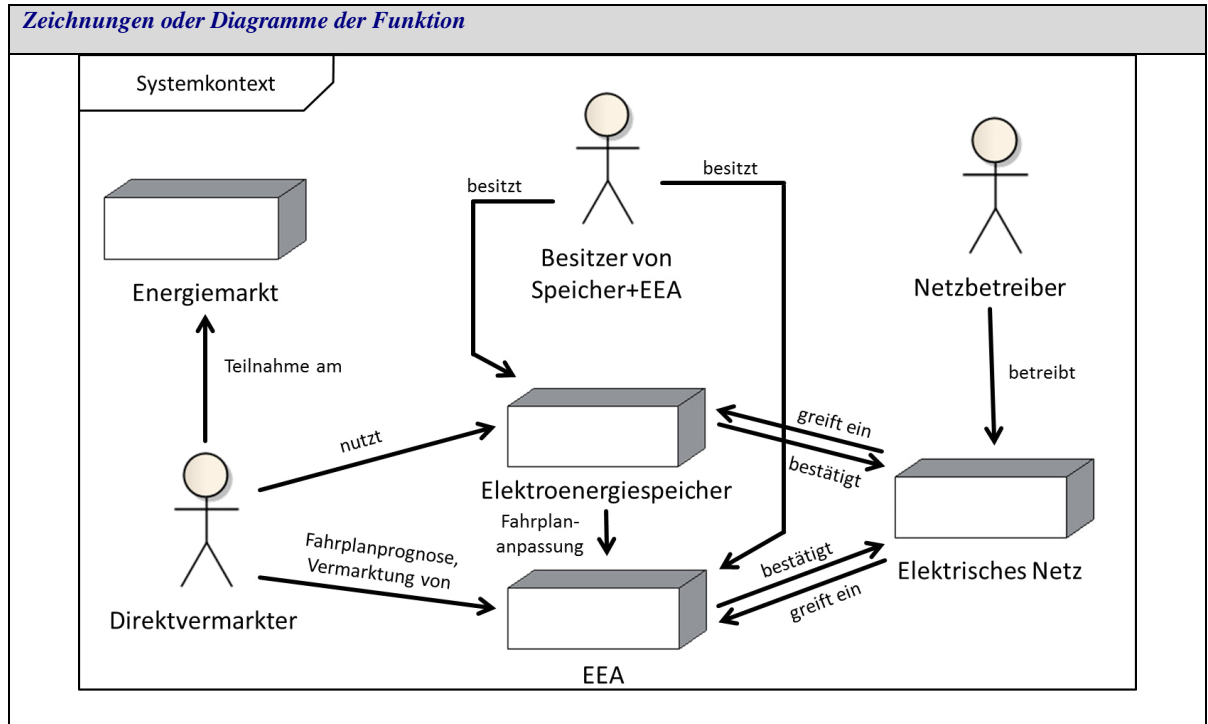 Zeichnungen oder Diagramme der Funktion
Systemkontext
besitzt
besitzt
Besitzer von
Speicher+EEA
Netzbetreiber
Energiemarkt
Teilnahme am
betreibt
greift ein
nutzt
bestätigt
Elektroenergiespeicher
Fahrplan-
anpassung
Fahrplanprognose,
Vermarktung von
bestätigt
greift ein
Elektrisches Netz
Direktvermarkter
EEA